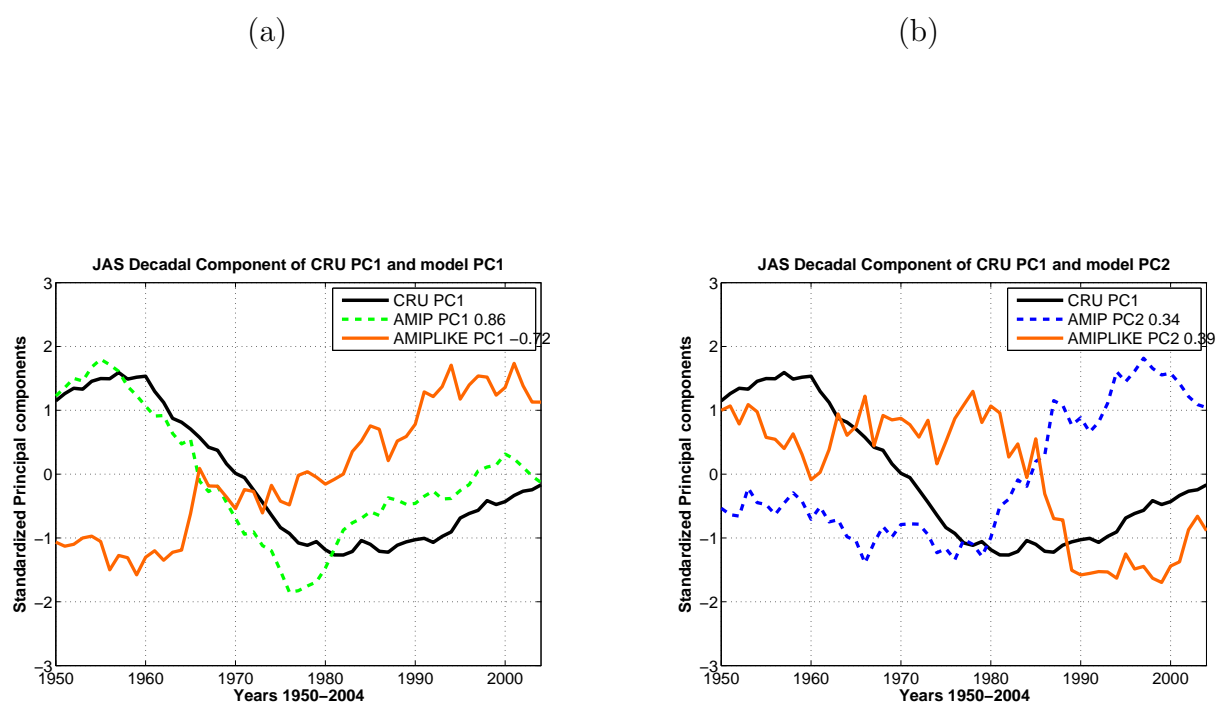 (a)
(b)
JAS Decadal Component of CRU PC1 and model PC1
3
2
1
0
−1
−2
−3
Standardized Principal components
CRU PC1
AMIP PC1 0.86
AMIPLIKE PC1 −0.72
1950 1960 1970 1980 1990 2000
Years 1950−2004
JAS Decadal Component of CRU PC1 and model PC2
3
2
1
0
−1
−2
−3
Standardized Principal components
CRU PC1
AMIP PC2 0.34
AMIPLIKE PC2 0.39
1950 1960 1970 1980 1990 2000
Years 1950−2004